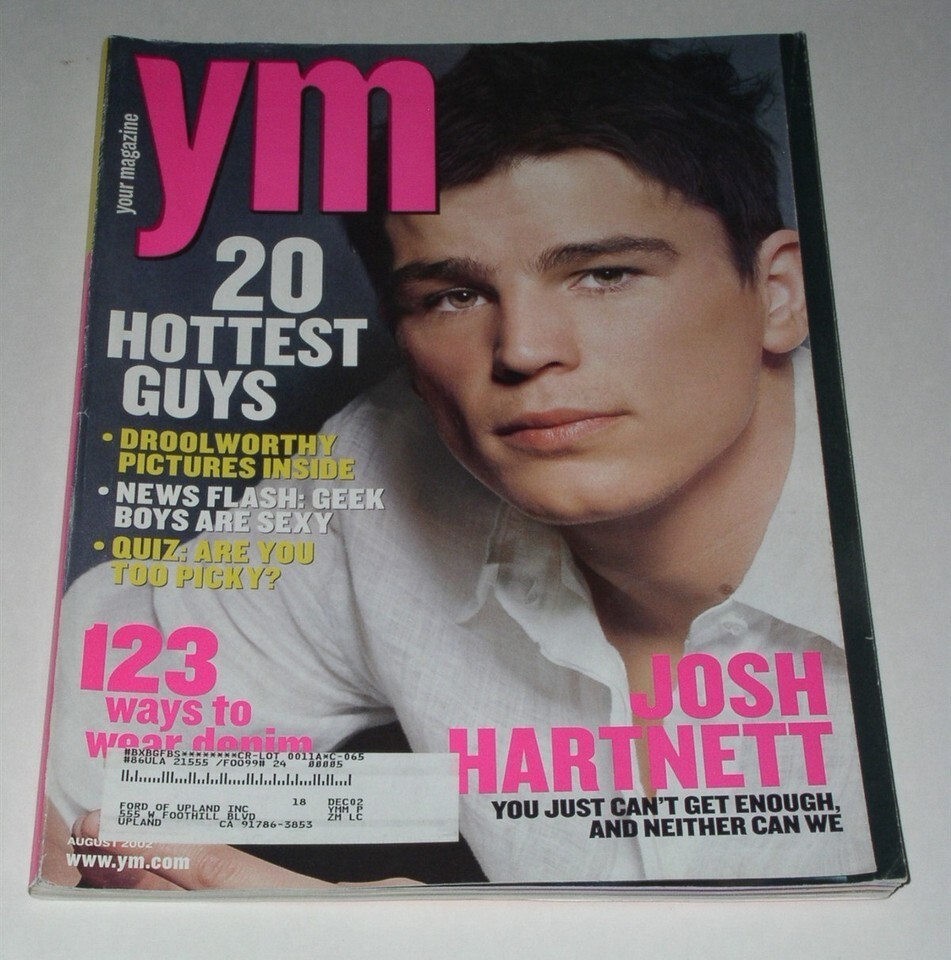 your magazine
ym
20
HOTTEST
GUYS
• DROOLWORTHY
PICTURES INSIDE
• NEWS FLASH: GEEK
BOYS ARE SEXY
• QUIZ: ARE YOU
TOO PICKY?
123
ways to
wear denim
JOSH
HARTNETT
YOU JUST CAN'T GET ENOUGH,
AND NEITHER CAN WE
#BXBGFBS********CR-LOT 0011A*C-065
#86ULA 21555 /F0099# 24 00005
18 DEC02
FORD OF UPLAND INC YMM P
555 W FOOTHILL BLVD ZM LC
UPLAND CA 91786-3853
AUGUST 2002
www.ym.com